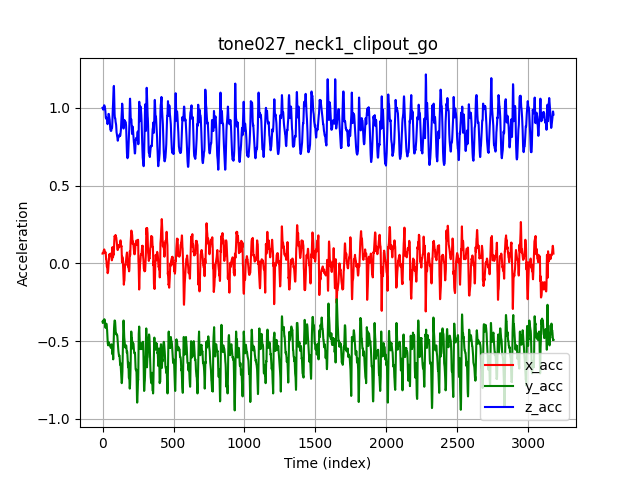 tone027_neck1_clipout_go
Acceleration
1.0
0.5
0.0
−0.5
−1.0
x_acc
y_acc
z_acc
0 500 1000 1500 2000 2500 3000
Time (index)